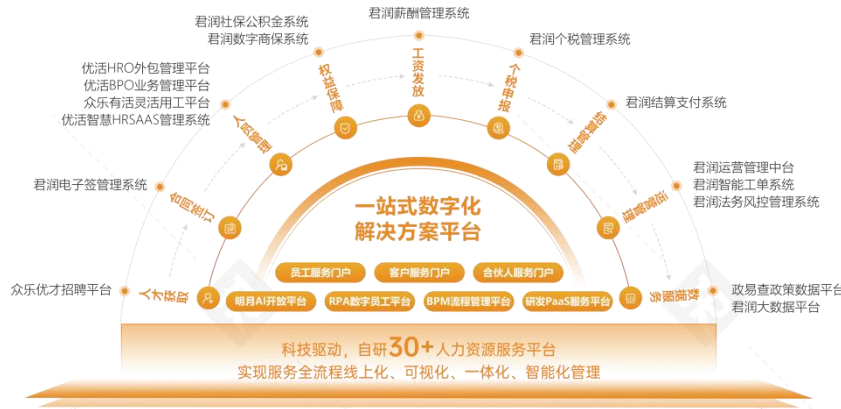 君润薪酬管理系统
君润社保公积金系统
君润数字商保系统
君润个税管理系统
优活HRO外包管理平台
优活BPO业务管理平台
众乐有活灵活用工平台
优活智慧HRSAAS管理系统
君润结算支付系统
君润电子签管理系统
君润运营管理中台
君润智能工单系统
君润法务风控管理系统
众乐优才招聘平台
政易查政策数据平台
君润大数据平台
人才获取
合同签订
人员管理
权益保障
工资发放
个税申报
结算管理
运营管理
数据服务
一站式数字化
解决方案平台
员工服务门户
客户服务门户
合伙人服务门户
明月AI开放平台
RPA数字员工平台
BPM流程管理平台
研发PaaS服务平台
科技驱动，自研30+人力资源服务平台
实现服务全流程线上化、可视化、一体化、智能化管理